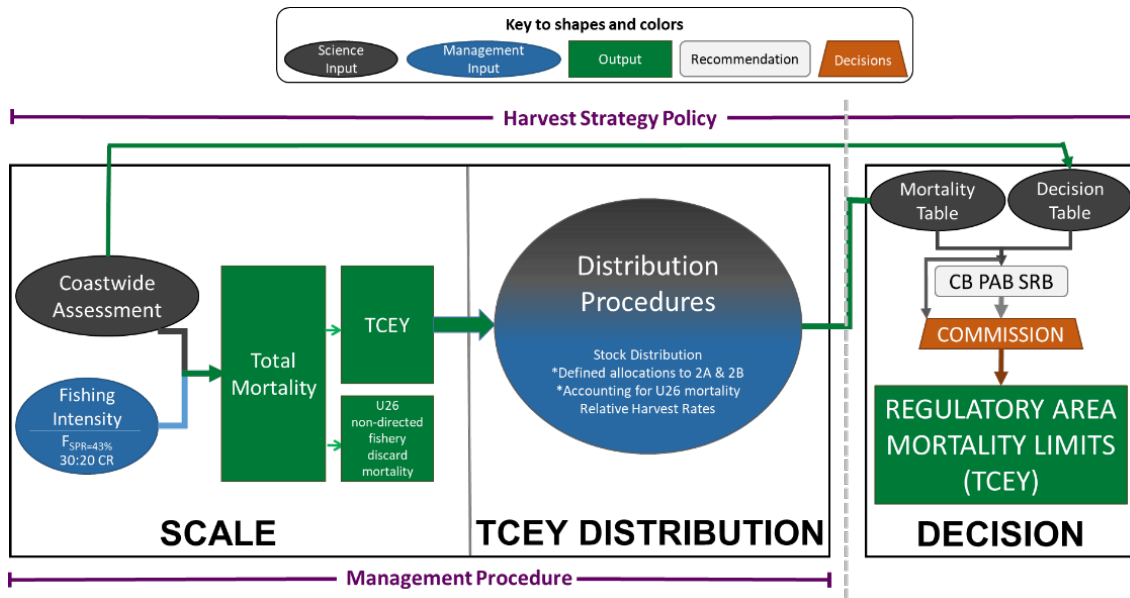 Key to shapes and colors
Science
Input
Management
Input
Output
Recommendation
Decisions
Harvest Strategy Policy
Coastwide
Assessment
Fishing
Intensity
F_SPR=43%
30:20 CR
Total
Mortality
TCEY
U26
non-directed
fishery
discard
mortality
SCALE
Distribution
Procedures
Stock Distribution
*Defined allocations to 2A & 2B
*Accounting for U26 mortality
Relative Harvest Rates
TCEY DISTRIBUTION
Mortality
Table
Decision
Table
CB PAB SRB
COMMISSION
REGULATORY AREA
MORTALITY LIMITS
(TCEY)
DECISION
Management Procedure